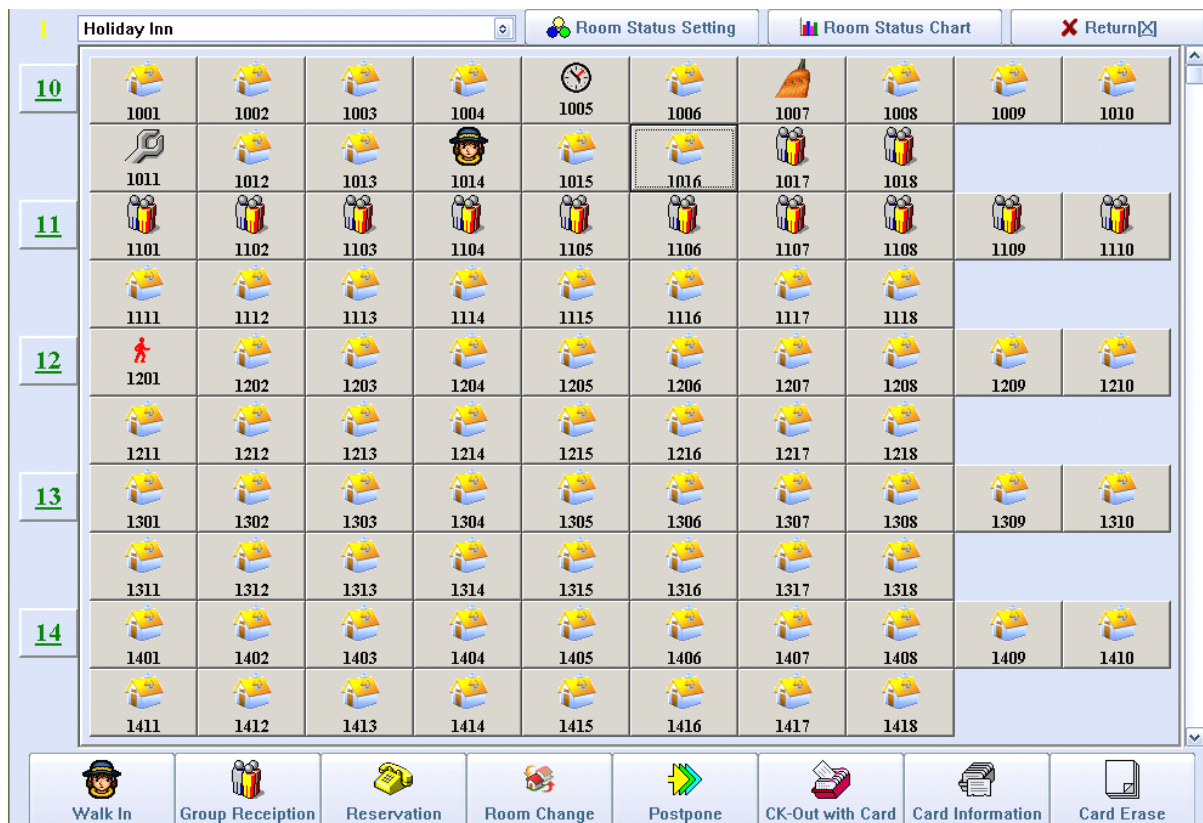 1 Holiday Inn Room Status Setting Room Status Chart Return[X]
10 1001 1002 1003 1004 1005 1006 1007 1008 1009 1010
1011 1012 1013 1014 1015 1016 1017 1018
11 1101 1102 1103 1104 1105 1106 1107 1108 1109 1110
1111 1112 1113 1114 1115 1116 1117 1118
12 1201 1202 1203 1204 1205 1206 1207 1208 1209 1210
1211 1212 1213 1214 1215 1216 1217 1218
13 1301 1302 1303 1304 1305 1306 1307 1308 1309 1310
1311 1312 1313 1314 1315 1316 1317 1318
14 1401 1402 1403 1404 1405 1406 1407 1408 1409 1410
1411 1412 1413 1414 1415 1416 1417 1418
Walk In Group Receiption Reservation Room Change Postpone CK-Out with Card Card Information Card Erase